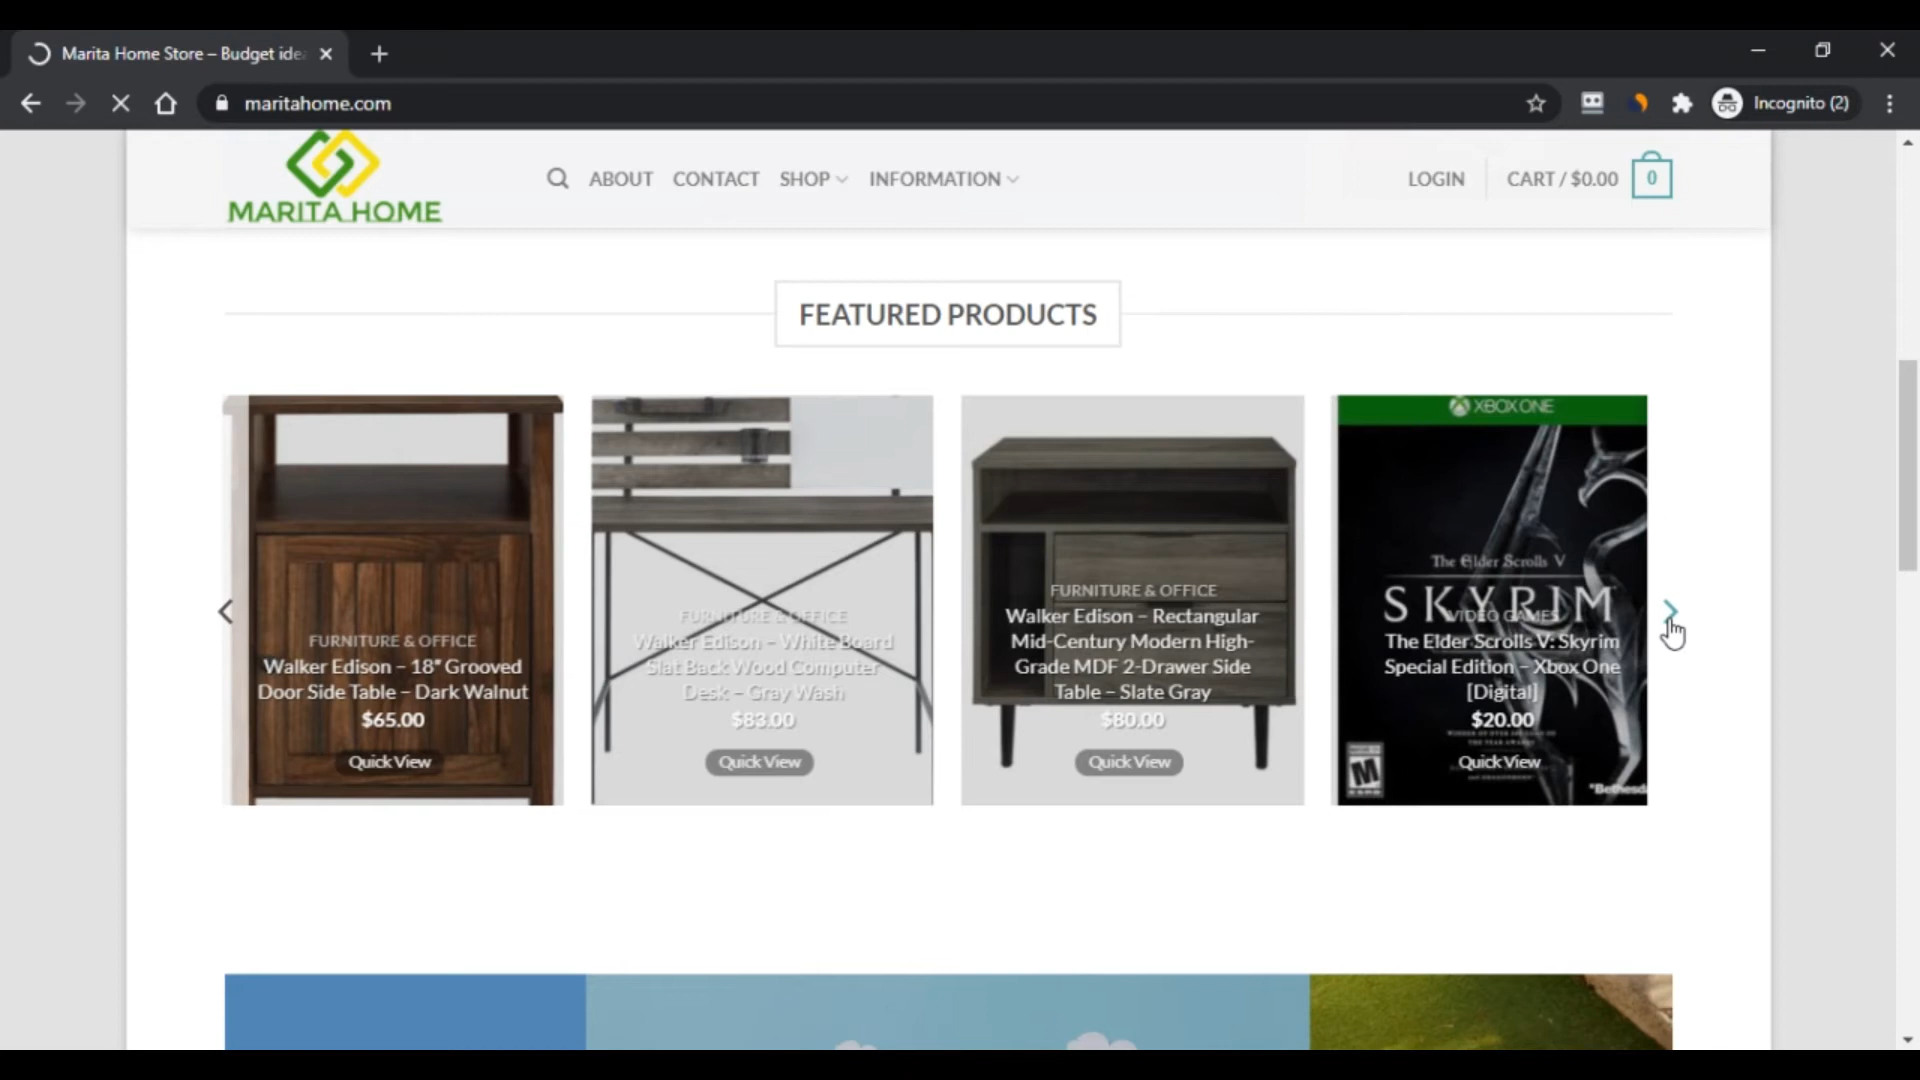 Marita Home Store – Budget ide
maritahome.com
Incognito (2)
MARITA HOME
ABOUT
CONTACT
SHOP
INFORMATION
LOGIN
CART / $0.00
0
FEATURED PRODUCTS
FURNITURE & OFFICE
Walker Edison – 18" Grooved
Door Side Table – Dark Walnut
$65.00
Quick View
FURNITURE & OFFICE
Walker Edison – White Board
Slat Back Wood Computer
Desk – Gray Wash
$83.00
Quick View
FURNITURE & OFFICE
Walker Edison – Rectangular
Mid-Century Modern High-
Grade MDF 2-Drawer Side
Table – Slate Gray
$80.00
Quick View
XBOX ONE
The Elder Scrolls V
SKYRIM
VIDEO GAMES
The Elder Scrolls V: Skyrim
Special Edition – Xbox One
[Digital]
$20.00
Quick View
M